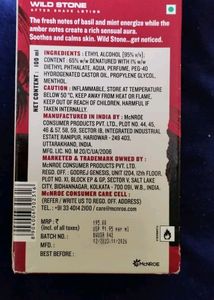 WILD STONE
AFTER SHAVE LOTION
The fresh notes of basil and mint energize while the
amber notes create a rich sensual aura.
Soothes and calms skin. Wild Stone...get noticed.
NET CONTENT : 100 ml
INGREDIENTS : ETHYL ALCOHOL [95% v/v];
CONTENT : 65% w/w DENATURED WITH 1% w/w
DIETHYL PHTHALATE, AQUA, PERFUME, PEG-40
HYDROGENATED CASTOR OIL, PROPYLENE GLYCOL,
MENTHOL.
CAUTION : INFLAMMABLE, STORE AT TEMPERATURE
BELOW 50 °C, KEEP AWAY FROM HEAT OR FLAME,
KEEP OUT OF REACH OF CHILDREN. HARMFUL IF
TAKEN INTERNALLY.
MANUFACTURED IN INDIA BY : McNROE
CONSUMER PRODUCTS PVT. LTD., PLOT NO. 44, 45,
46 & 57, 58, 59, SECTOR IB, INTEGRATED INDUSTRIAL
ESTATE RANIPUR, HARIDWAR - 249 403,
UTTARAKHAND, INDIA.
MFG. LIC. NO. M 20/C/UA/2006
MARKETED & TRADEMARK OWNED BY :
McNROE CONSUMER PRODUCTS PVT. LTD.
REGD. OFF.: GODREJ GENESIS, UNIT 1204, 12th FLOOR,
PLOT NO. XI, BLOCK EP & GP, SECTOR V, SALT LAKE
CITY, BIDHANNAGAR, KOLKATA - 700 091, W.B., INDIA.
McNROE CONSUMER CARE CELL :
(REFER / WRITE US TO REGD. OFF. ADDRESS)
TEL.: +91 33 4014 2100 /
MRP : ₹
(incl. of all taxes)
BATCH NO.
MFD. :
BEST BEFORE :
McNROE